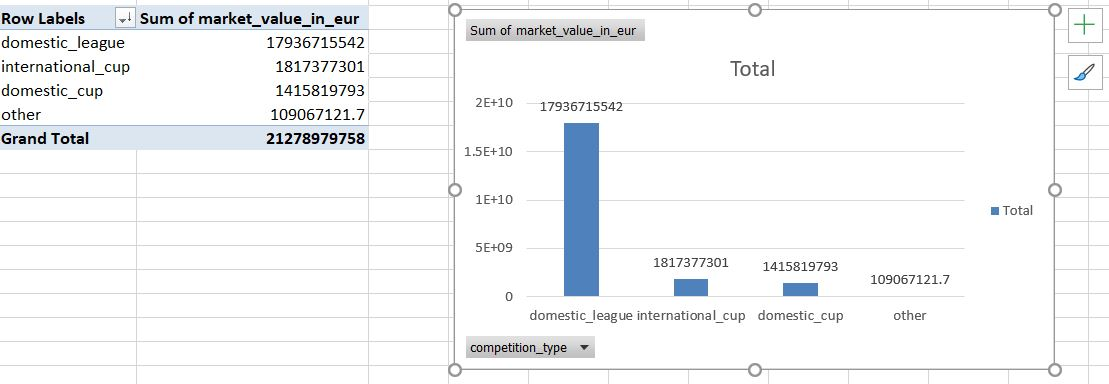 Row Labels Sum of market_value_in_eur
domestic_league 17936715542
international_cup 1817377301
domestic_cup 1415819793
other 109067121.7
Grand Total 21278979758
Sum of market_value_in_eur
Total
2E+10
1.5E+10
1E+10
5E+09
0
17936715542
1817377301
1415819793
109067121.7
domestic_league international_cup domestic_cup other
Total
competition_type